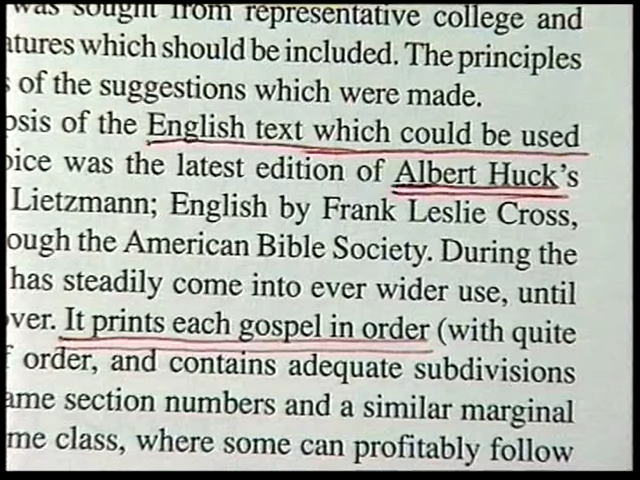 was sought from representative college and
atures which should be included. The principles
s of the suggestions which were made.
psis of the English text which could be used
oice was the latest edition of Albert Huck's
Lietzmann; English by Frank Leslie Cross,
ough the American Bible Society. During the
has steadily come into ever wider use, until
over. It prints each gospel in order (with quite
f order, and contains adequate subdivisions
ame section numbers and a similar marginal
me class, where some can profitably follow